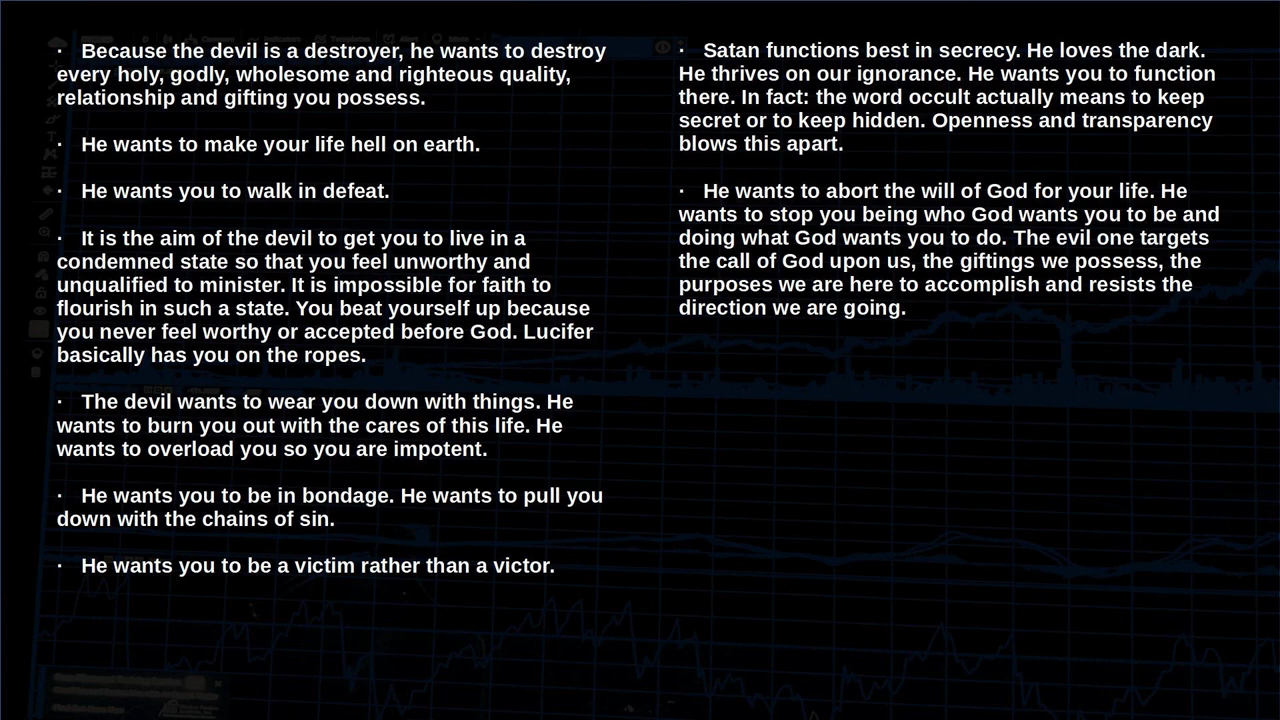 · Because the devil is a destroyer, he wants to destroy
every holy, godly, wholesome and righteous quality,
relationship and gifting you possess.
· He wants to make your life hell on earth.
· He wants you to walk in defeat.
· It is the aim of the devil to get you to live in a
condemned state so that you feel unworthy and
unqualified to minister. It is impossible for faith to
flourish in such a state. You beat yourself up because
you never feel worthy or accepted before God. Lucifer
basically has you on the ropes.
· The devil wants to wear you down with things. He
wants to burn you out with the cares of this life. He
wants to overload you so you are impotent.
· He wants you to be in bondage. He wants to pull you
down with the chains of sin.
· He wants you to be a victim rather than a victor.
· Satan functions best in secrecy. He loves the dark.
He thrives on our ignorance. He wants you to function
there. In fact: the word occult actually means to keep
secret or to keep hidden. Openness and transparency
blows this apart.
· He wants to abort the will of God for your life. He
wants to stop you being who God wants you to be and
doing what God wants you to do. The evil one targets
the call of God upon us, the giftings we possess, the
purposes we are here to accomplish and resists the
direction we are going.